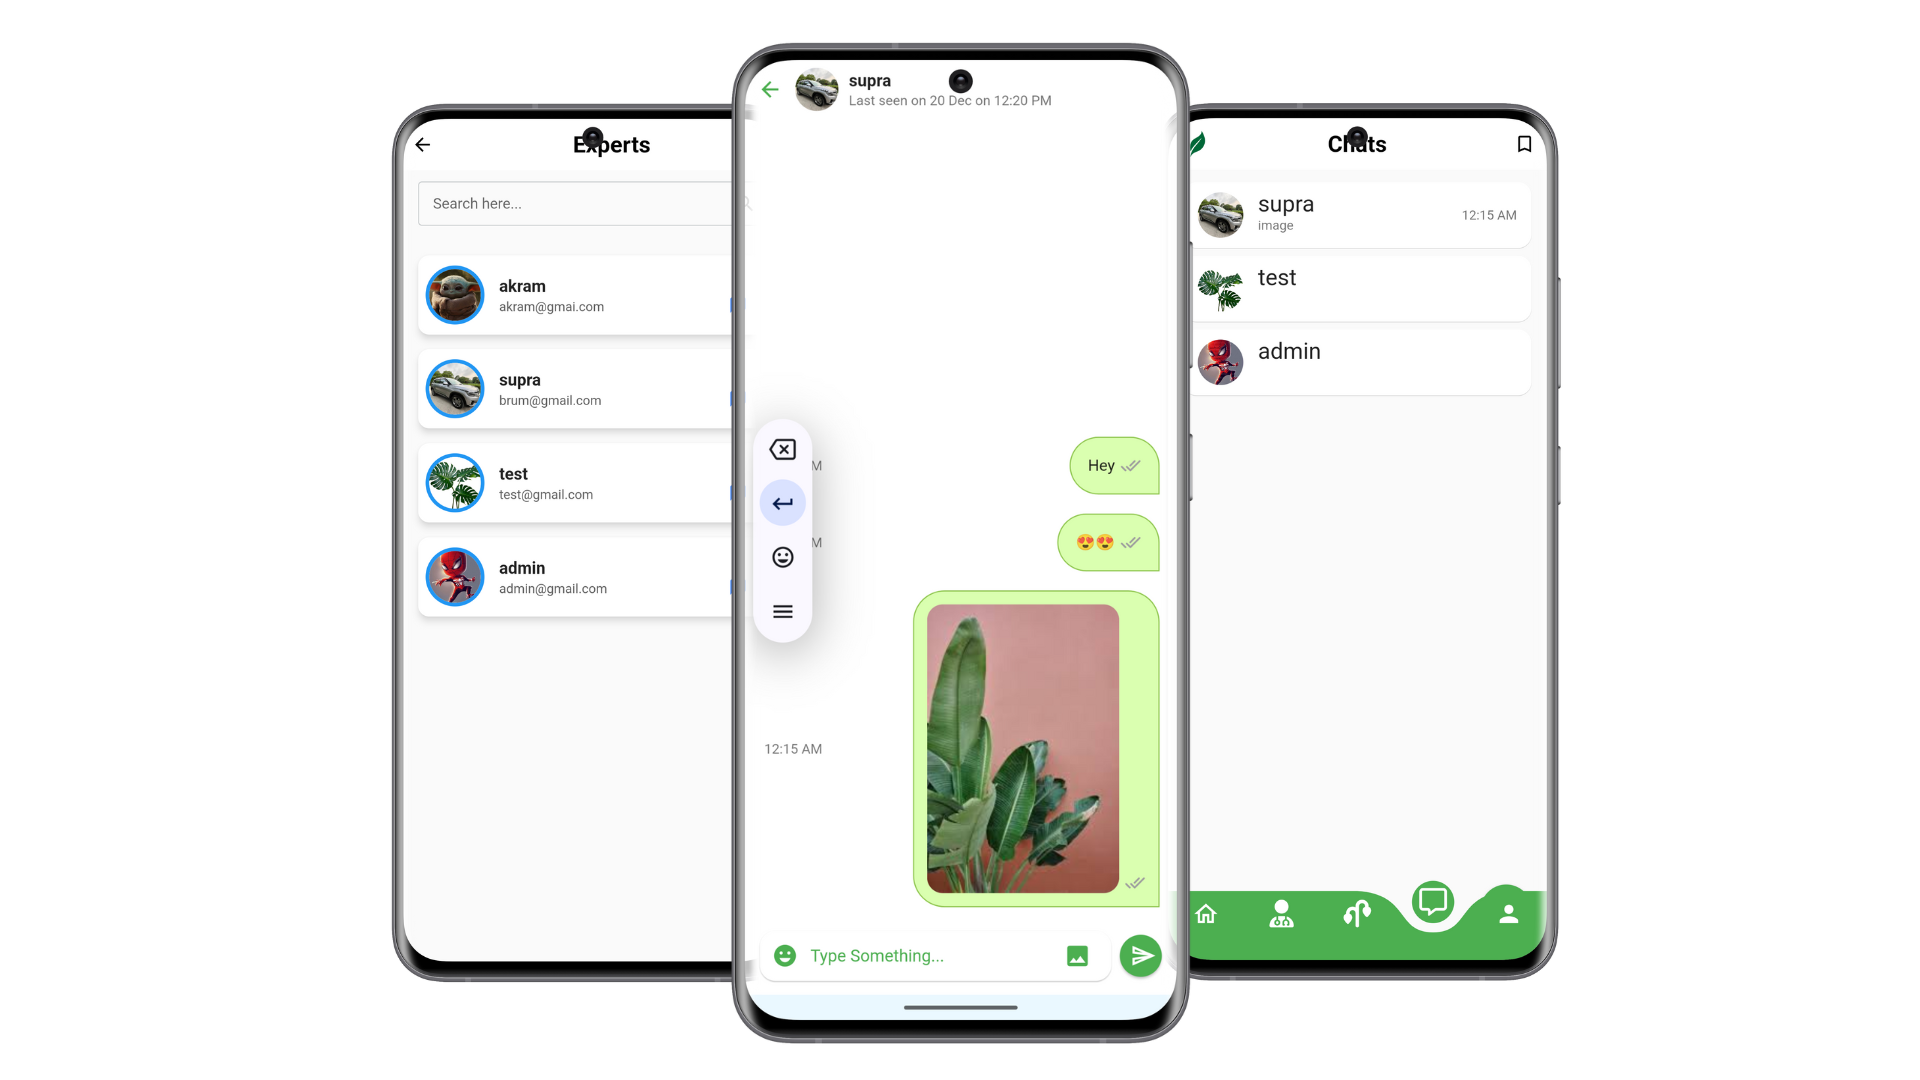 Experts
Search here...
akram
akram@gmai.com
supra
brum@gmail.com
test
test@gmail.com
admin
admin@gmail.com
supra
Last seen on 20 Dec on 12:20 PM
M
Hey
M
😍😍
12:15 AM
Type Something...
Chats
supra
image
12:15 AM
test
admin